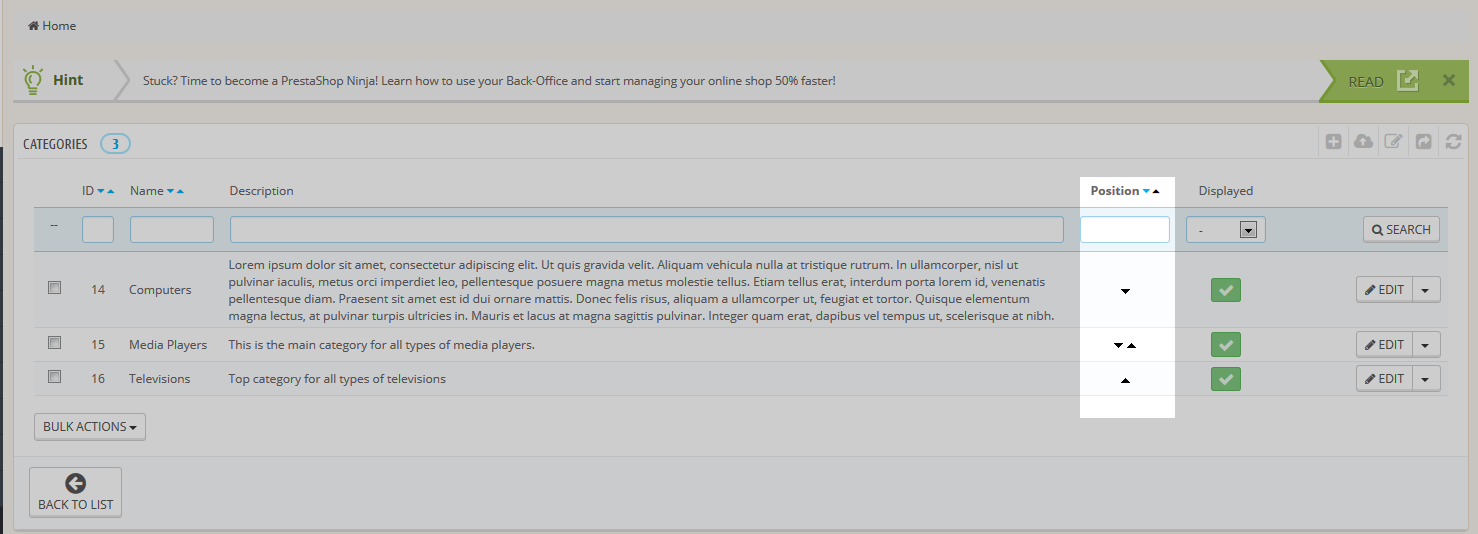 Home
Hint
Stuck? Time to become a PrestaShop Ninja! Learn how to use your Back-Office and start managing your online shop 50% faster!
READ
CATEGORIES 3
ID Name Description Position Displayed
-- - SEARCH
14 Computers
Lorem ipsum dolor sit amet, consectetur adipiscing elit. Ut quis gravida velit. Aliquam vehicula nulla at tristique rutrum. In ullamcorper, nisl ut
pulvinar iaculis, metus orci imperdiet leo, pellentesque posuere magna metus molestie tellus. Etiam tellus erat, interdum porta lorem id, venenatis
pellentesque diam. Praesent sit amet est id dui ornare mattis. Donec felis risus, aliquam a ullamcorper ut, feugiat et tortor. Quisque elementum
magna lectus, at pulvinar turpis ultricies in. Mauris et lacus at magna sagittis pulvinar. Integer quam erat, dapibus vel tempus ut, scelerisque at nibh.
EDIT
15 Media Players This is the main category for all types of media players. EDIT
16 Televisions Top category for all types of televisions EDIT
BULK ACTIONS
BACK TO LIST